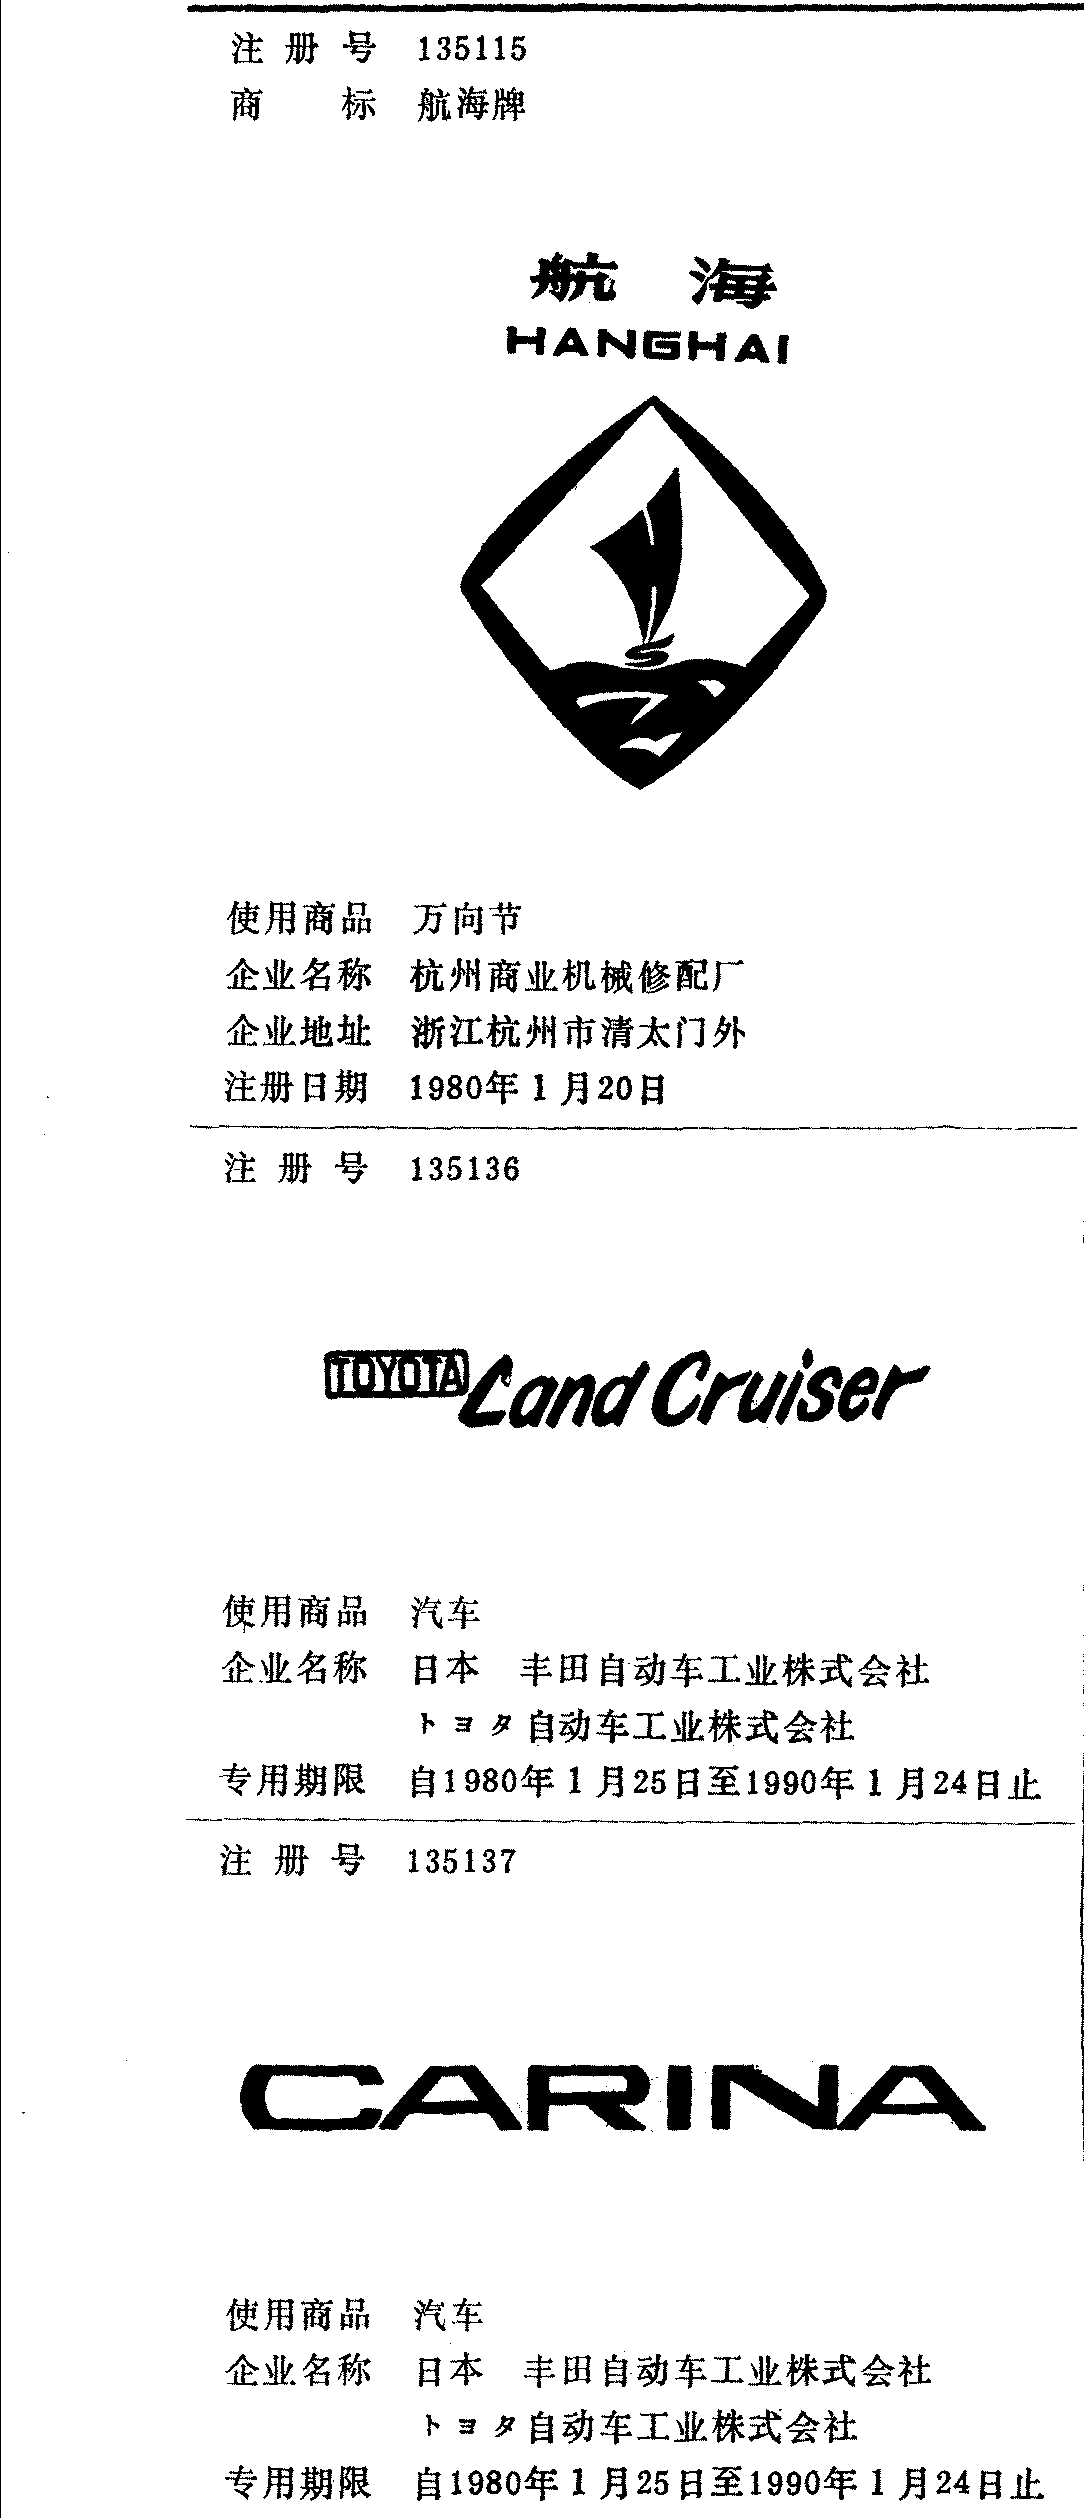 注册号 135115
商标 航海牌
航海
HANGHAI
使用商品 万向节
企业名称 杭州商业机械修配厂
企业地址 浙江杭州市清太门外
注册日期 1980年1月20日
注册号 135136
TOYOTA Land Cruiser
使用商品 汽车
企业名称 日本 丰田自动车工业株式会社
トヨタ自动车工业株式会社
专用期限 自1980年1月25日至1990年1月24日止
注册号 135137
CARINA
使用商品 汽车
企业名称 日本 丰田自动车工业株式会社
トヨタ自动车工业株式会社
专用期限 自1980年1月25日至1990年1月24日止